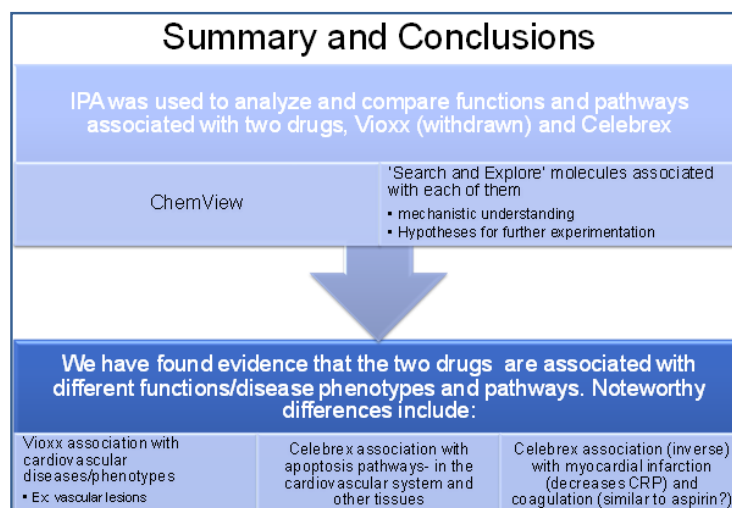 Summary and Conclusions
IPA was used to analyze and compare functions and pathways
associated with two drugs, Vioxx (withdrawn) and Celebrex
ChemView
'Search and Explore' molecules associated
with each of them
▪ mechanistic understanding
▪ Hypotheses for further experimentation
We have found evidence that the two drugs are associated with
different functions/disease phenotypes and pathways. Noteworthy
differences include:
Vioxx association with
cardiovascular
diseases/phenotypes
▪ Ex: vascular lesions
Celebrex association with
apoptosis pathways- in the
cardiovascular system and
other tissues
Celebrex association (inverse)
with myocardial infarction
(decreases CRP) and
coagulation (similar to aspirin?)